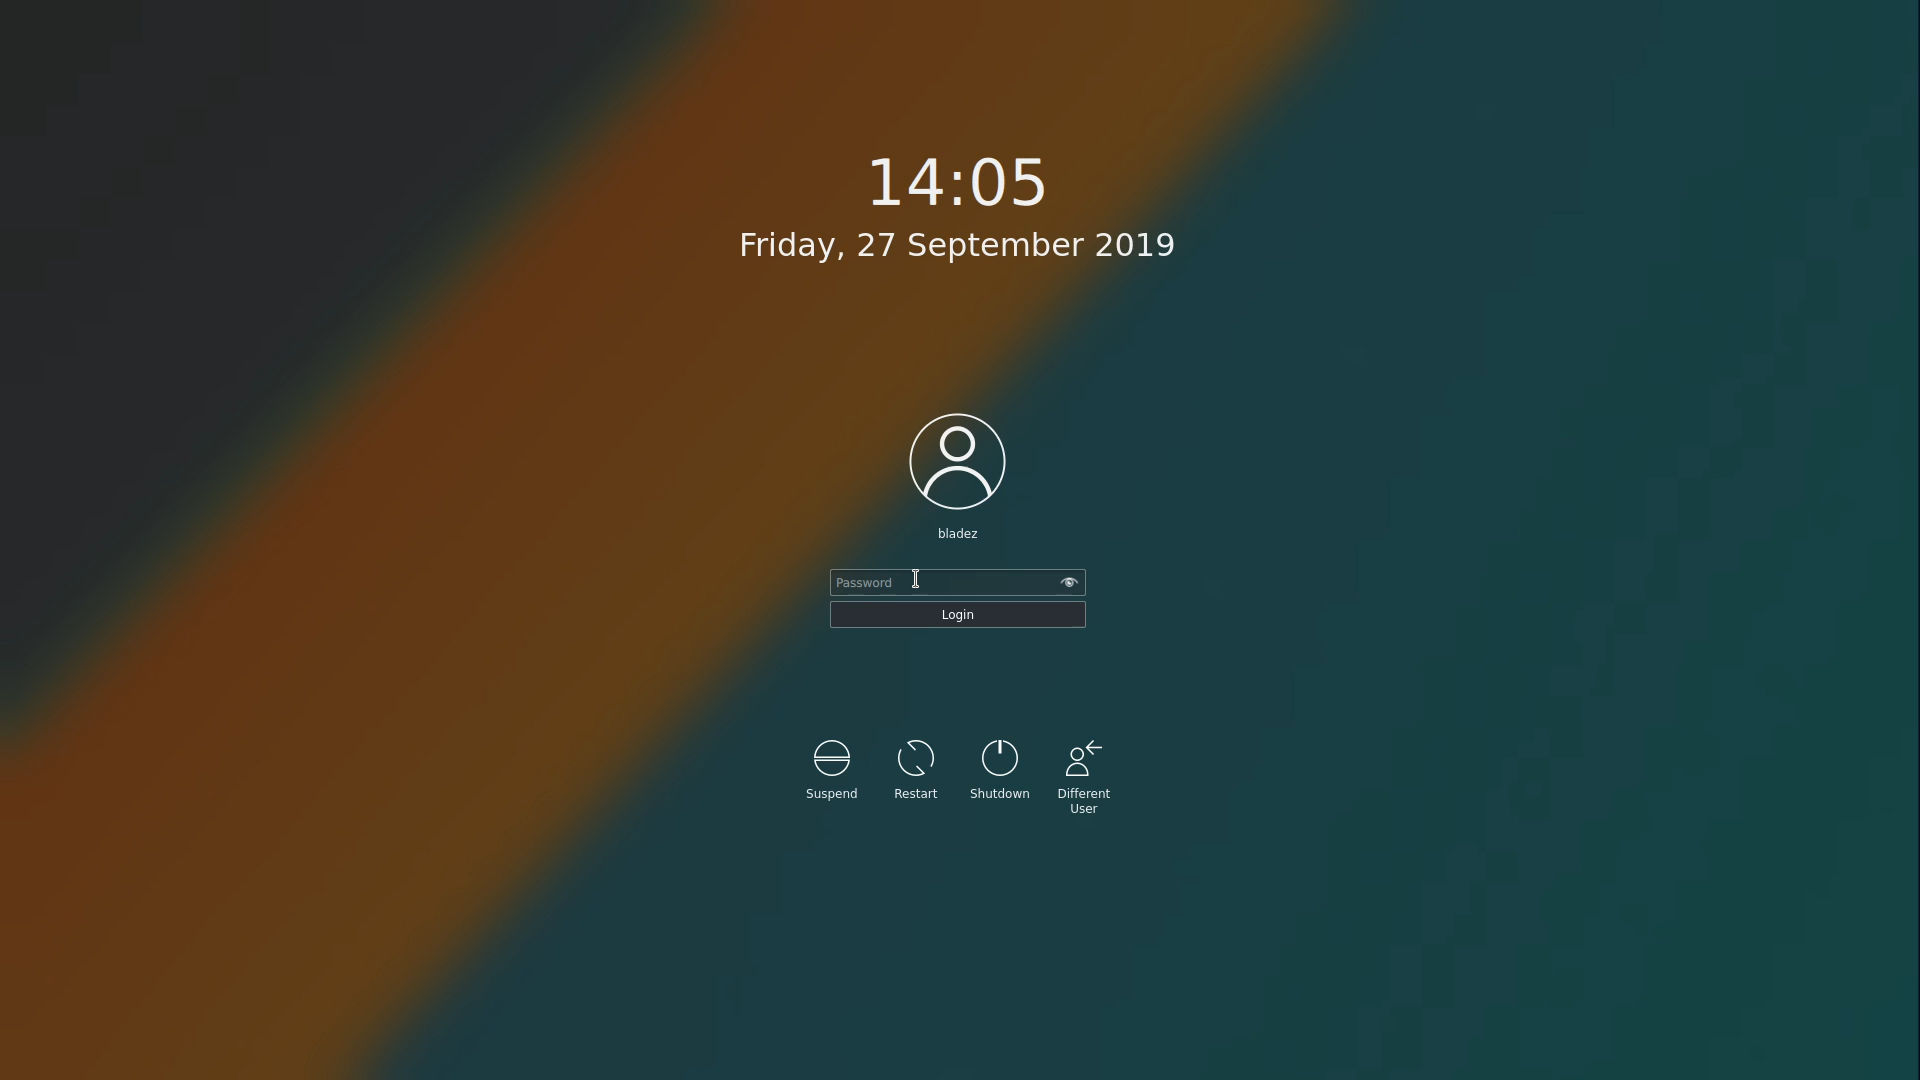 14:05
Friday, 27 September 2019
bladez
Password
Login
Suspend
Restart
Shutdown
Different
User